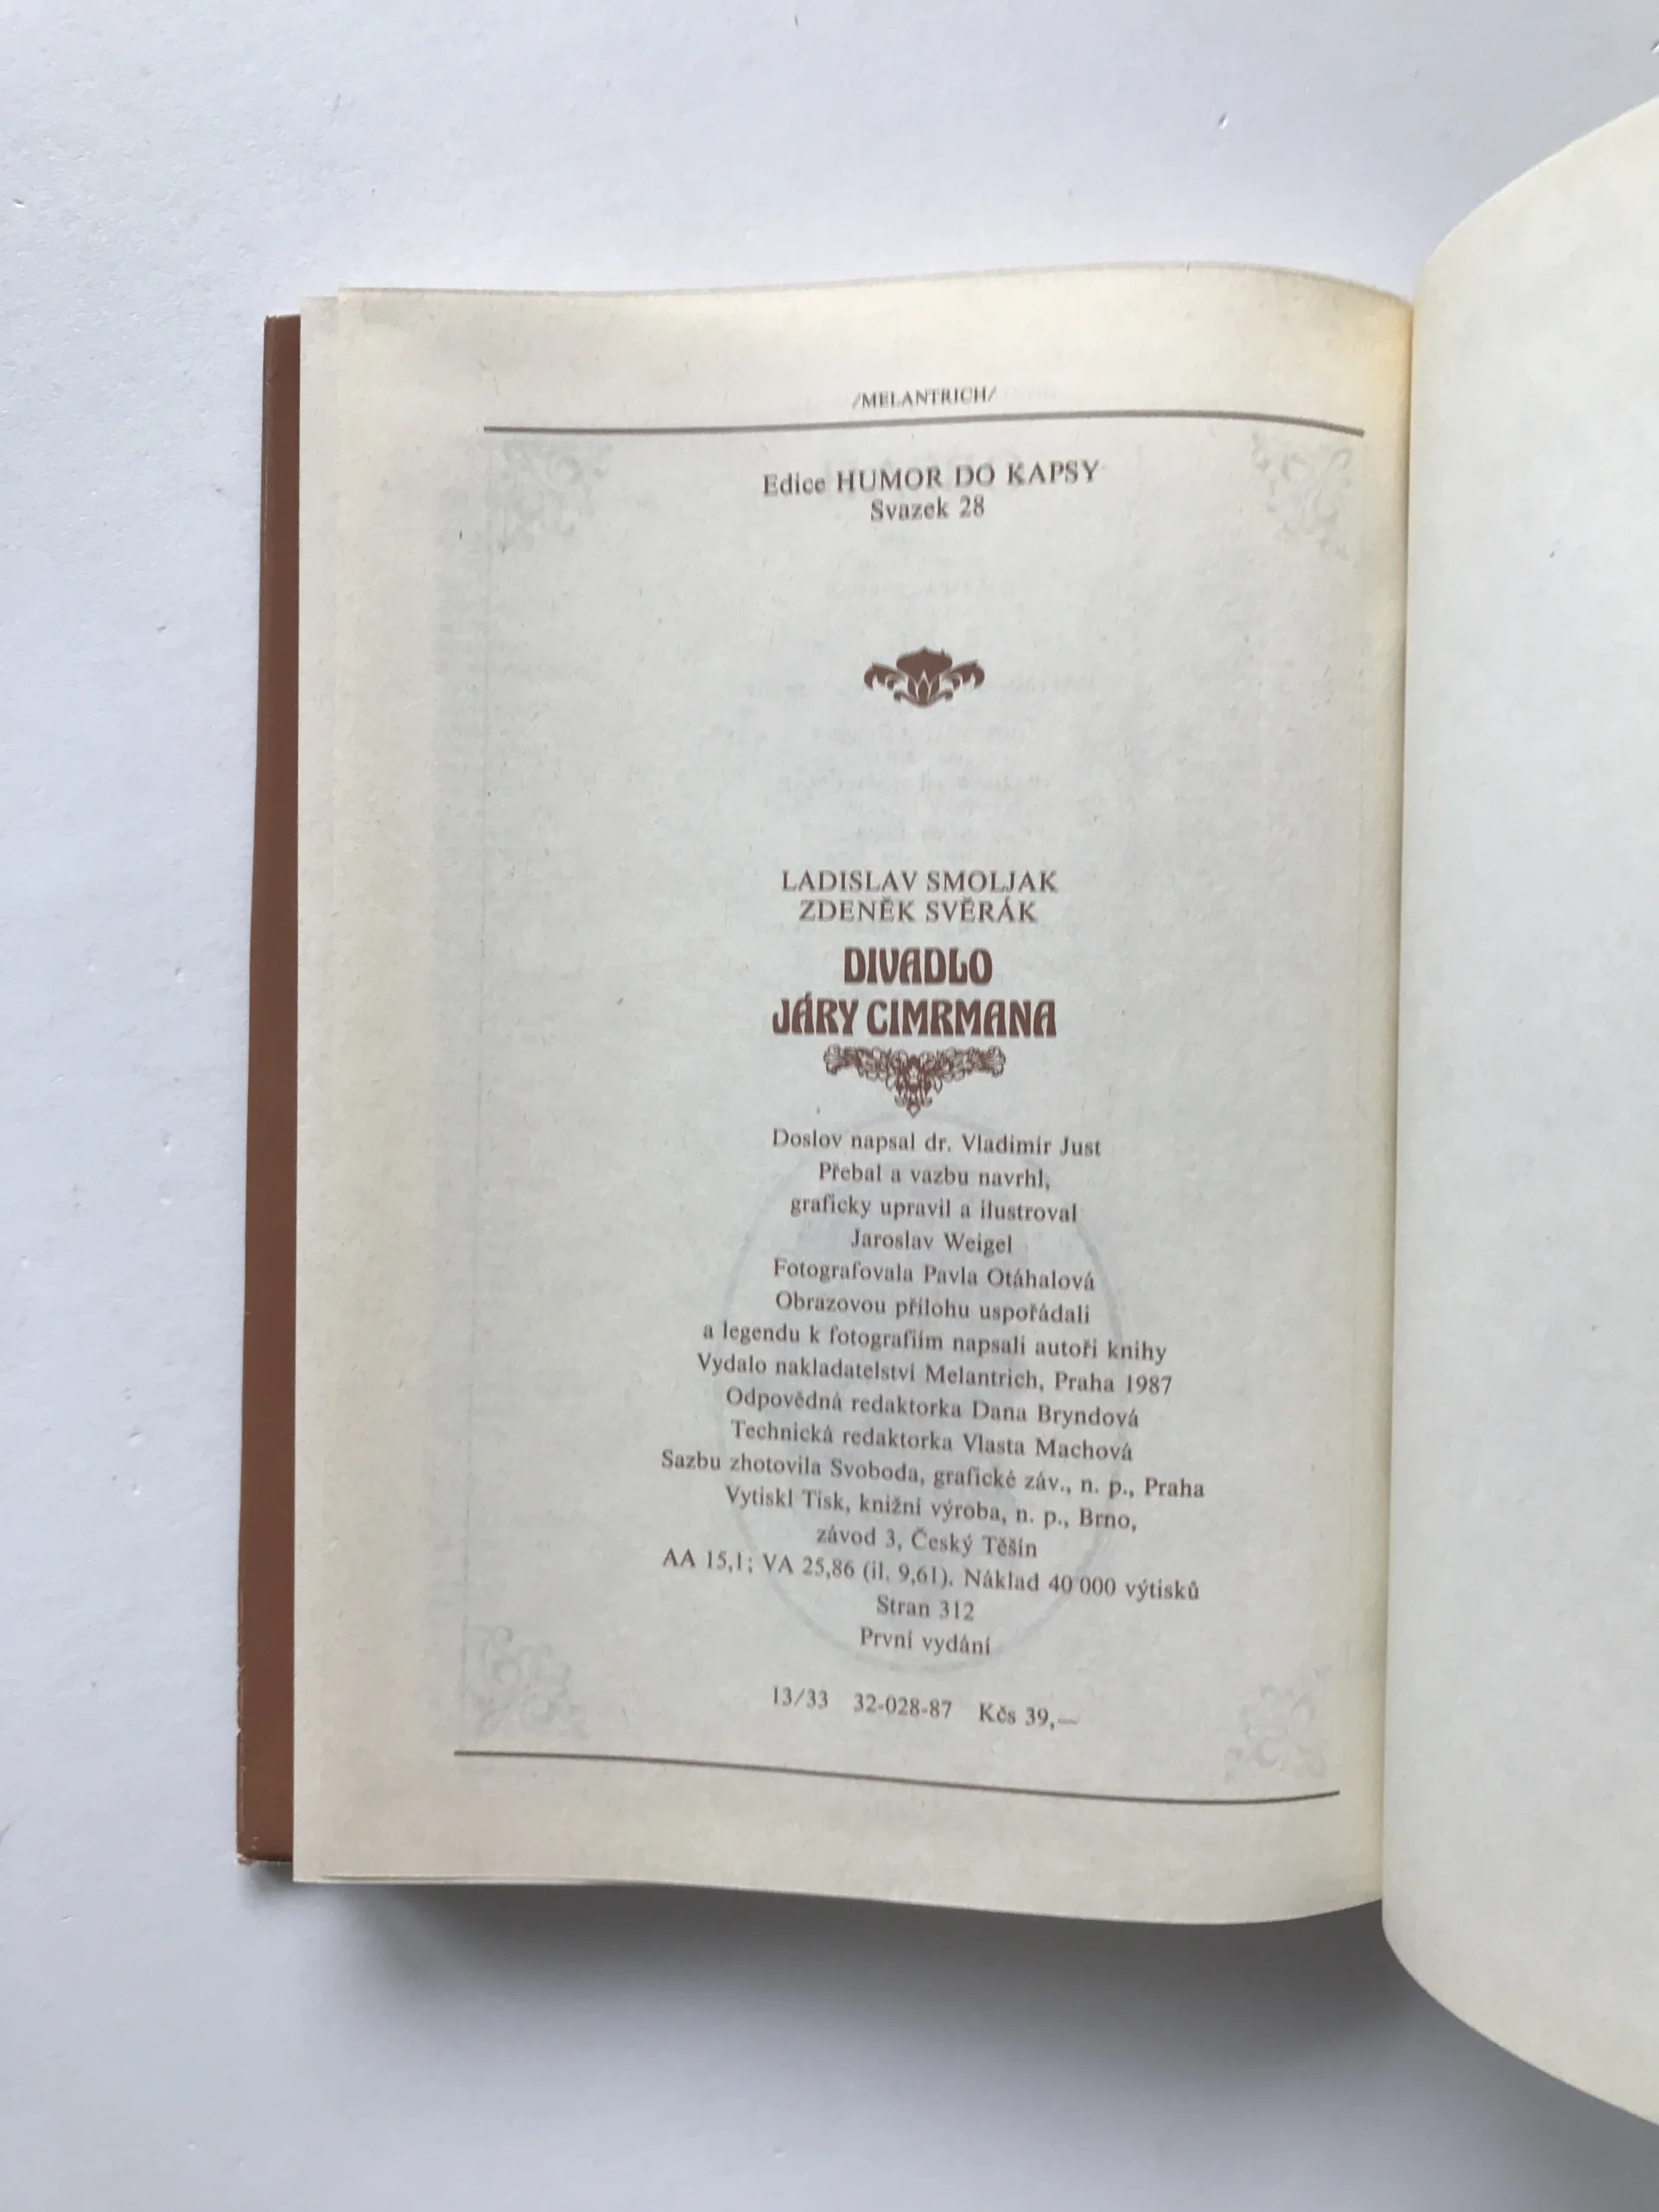 /MELANTRICH/
Edice HUMOR DO KAPSY
Svazek 28
LADISLAV SMOLJAK
ZDENĚK SVĚRÁK
DIVADLO
JÁRY CIMRMANA
Doslov napsal dr. Vladimír Just
Přebal a vazbu navrhl,
graficky upravil a ilustroval
Jaroslav Weigel
Fotografovala Pavla Otáhalová
Obrazovou přílohu uspořádali
a legendu k fotografiím napsali autoři knihy
Vydalo nakladatelství Melantrich, Praha 1987
Odpovědná redaktorka Dana Bryndová
Technická redaktorka Vlasta Machová
Sazbu zhotovila Svoboda, grafické záv., n. p., Praha
Vytiskl Tisk, knižní výroba, n. p., Brno,
závod 3, Český Těšín
AA 15,1; VA 25,86 (il. 9,61). Náklad 40 000 výtisků
Stran 312
První vydání
13/33 32-028-87 Kčs 39,—